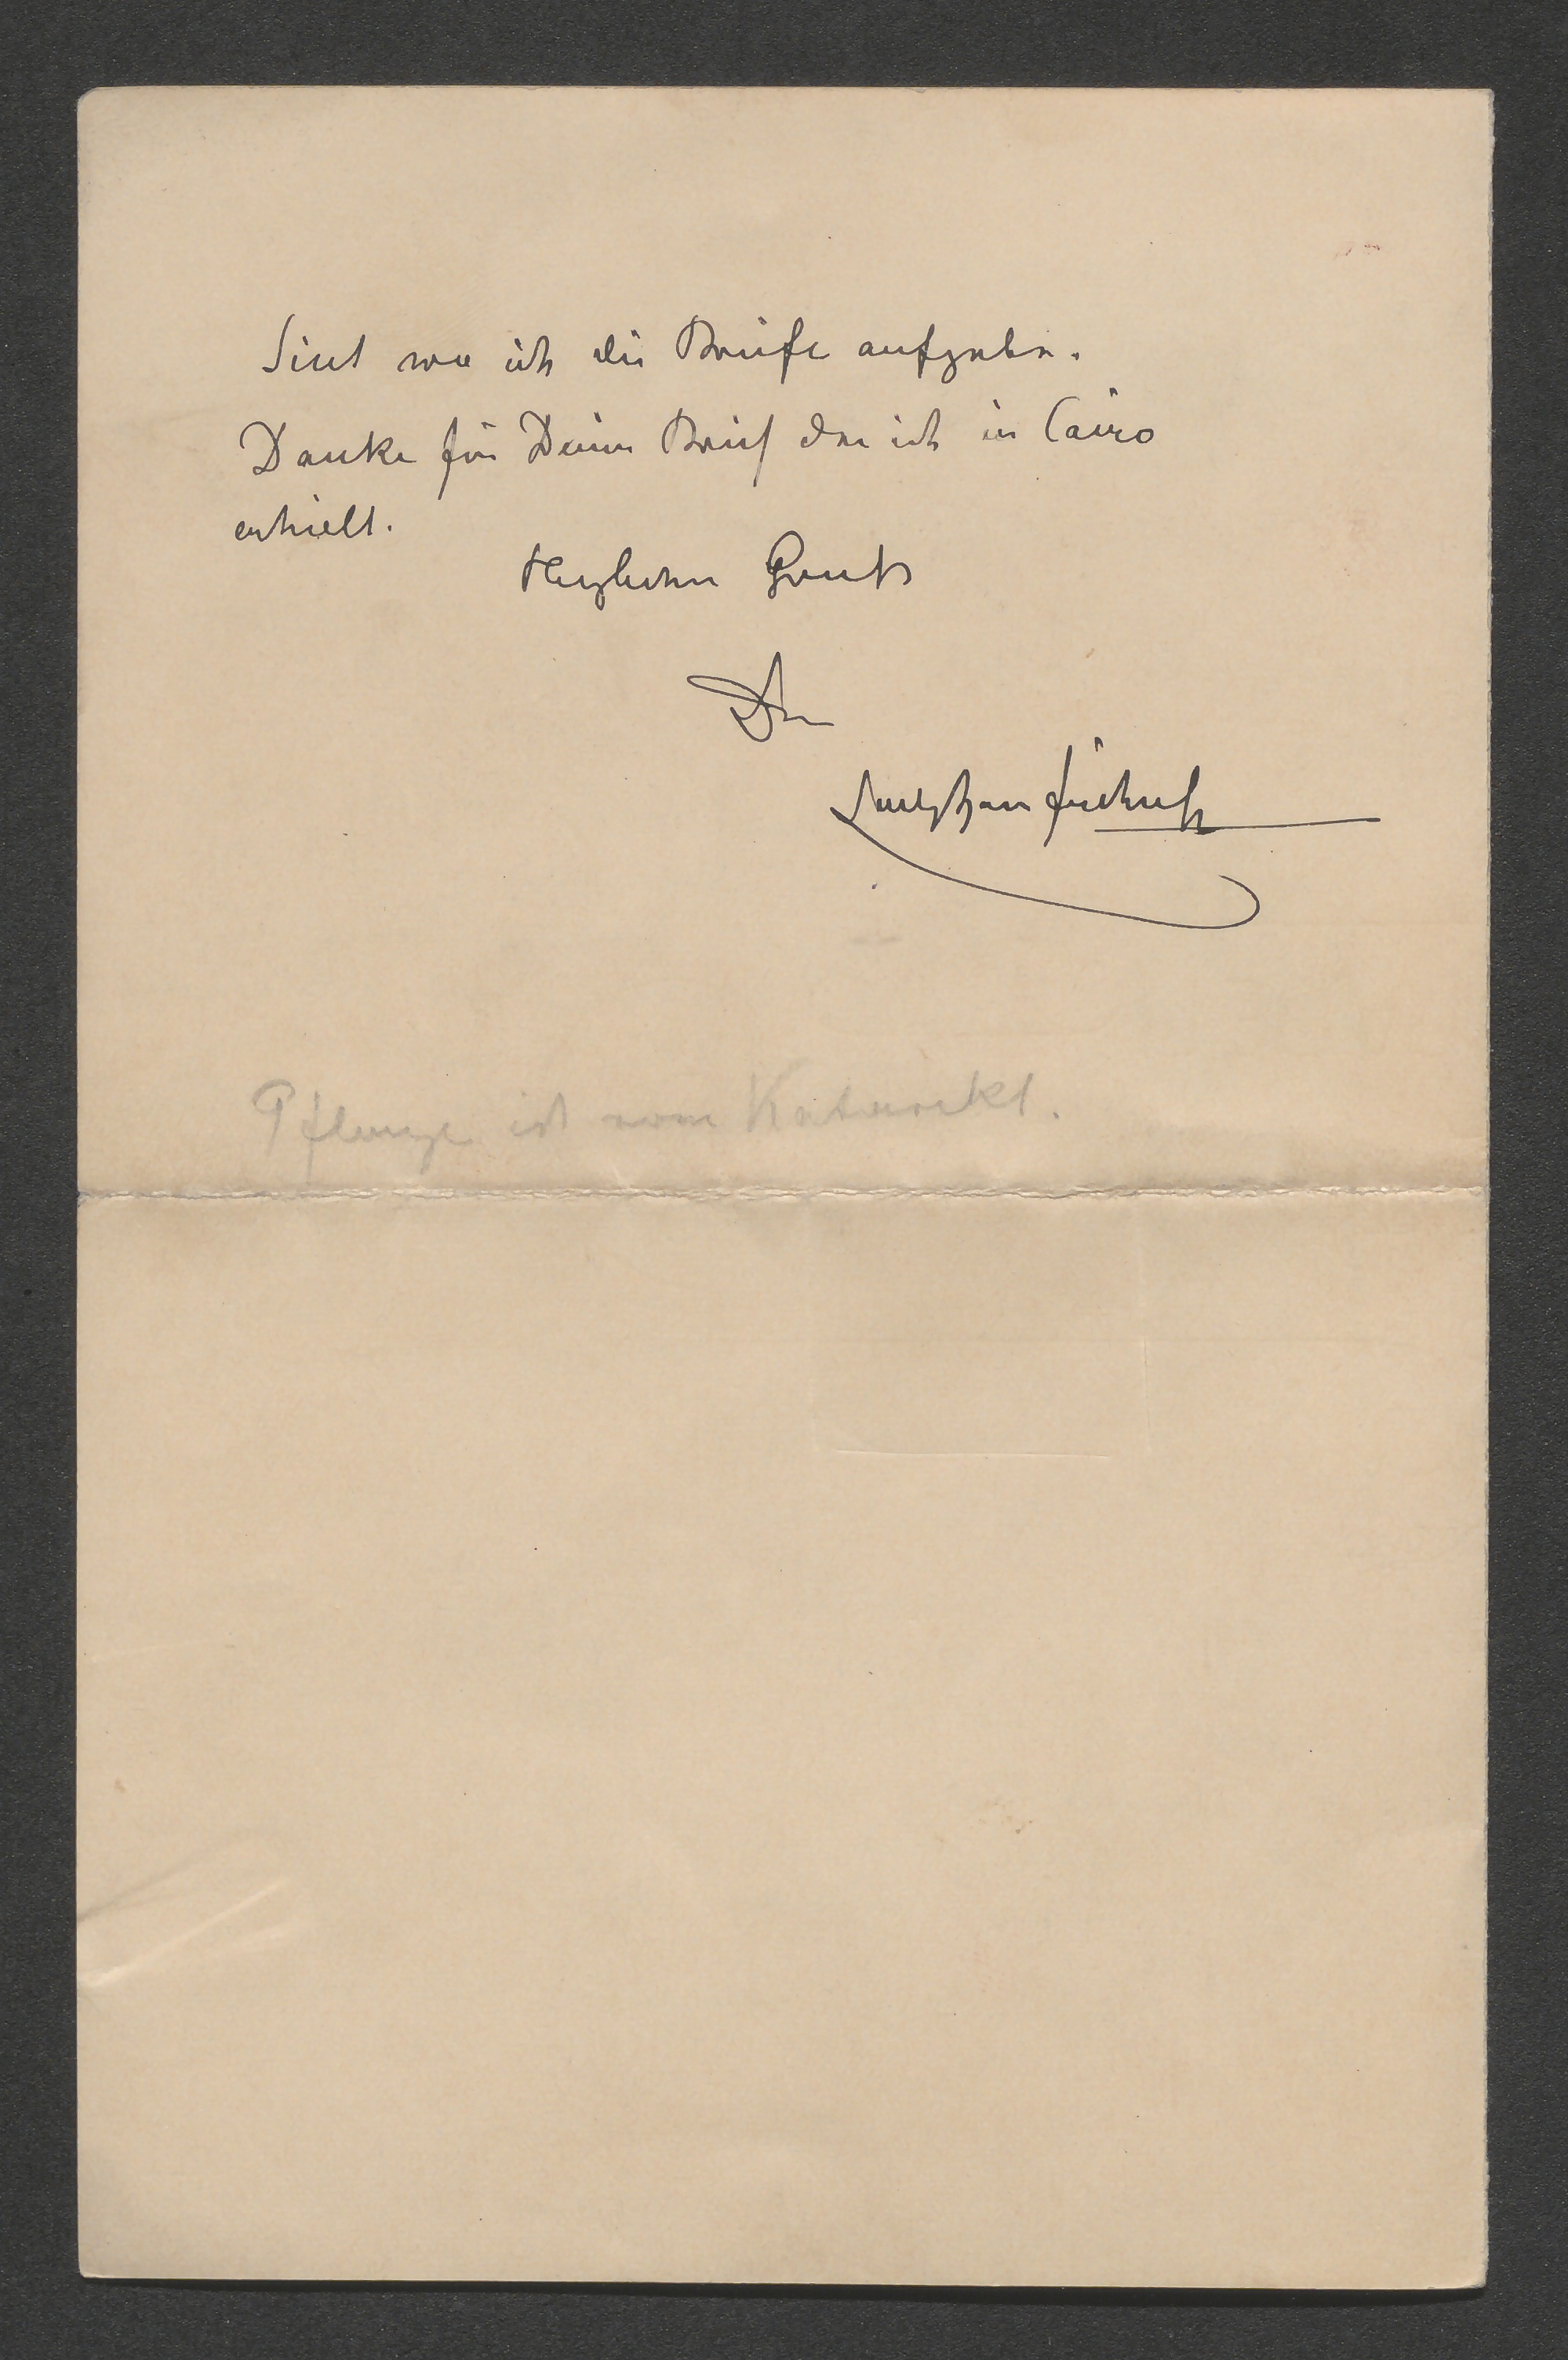 Siut wo ich die Briefe aufgebe.
Danke für Deinen Brief den ich in Cairo
erhielt.
Herzlichen Gruß
Dein
Pflanze ist vom Katarakt.